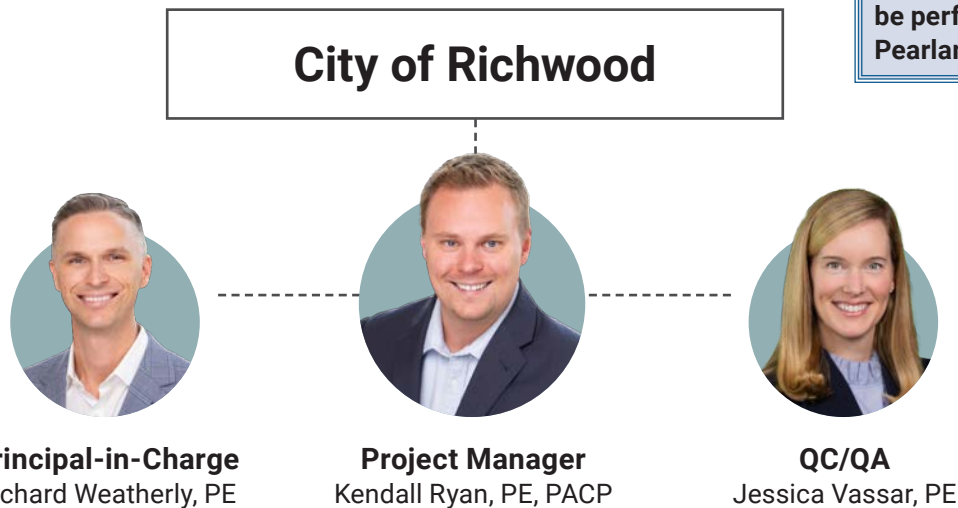 be perf
Pearlan
City of Richwood
rincipal-in-Charge
Project Manager
QC/QA
chard Weatherly, PE
Kendall Ryan, PE, PACP
Jessica Vassar, PE